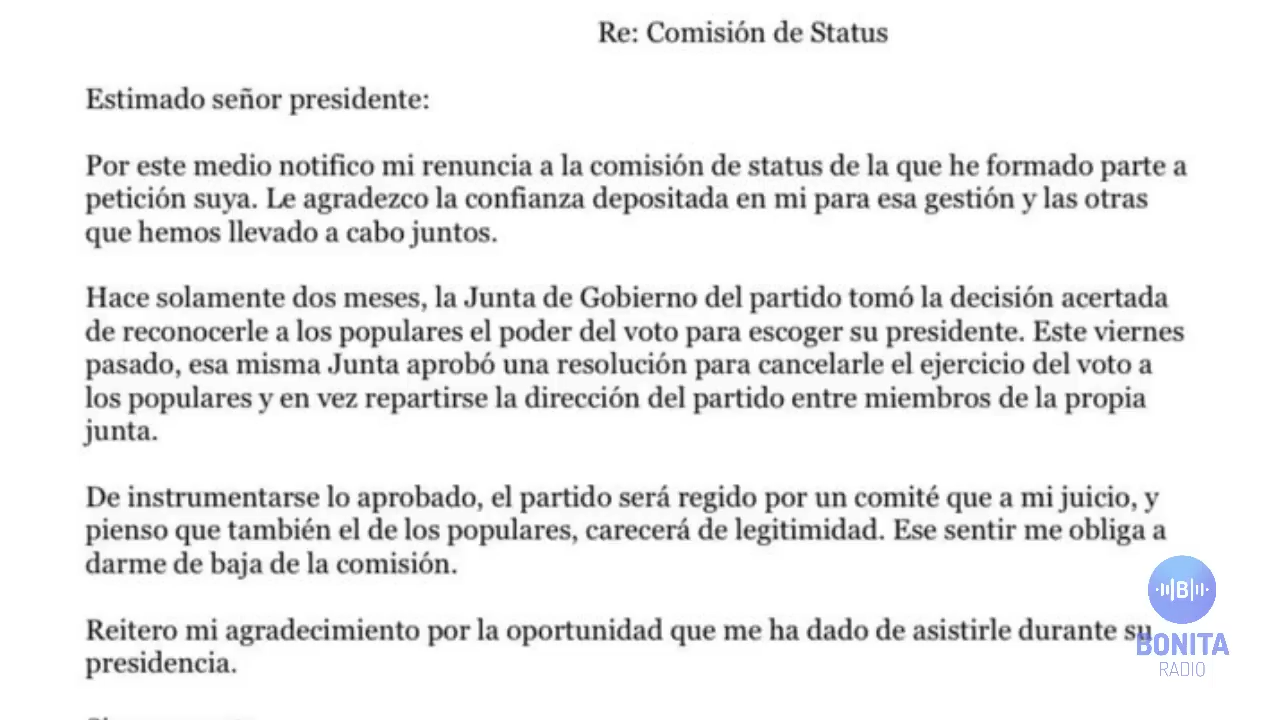 Re: Comisión de Status
Estimado señor presidente:
Por este medio notifico mi renuncia a la comisión de status de la que he formado parte a
petición suya. Le agradezco la confianza depositada en mi para esa gestión y las otras
que hemos llevado a cabo juntos.
Hace solamente dos meses, la Junta de Gobierno del partido tomó la decisión acertada
de reconocerle a los populares el poder del voto para escoger su presidente. Este viernes
pasado, esa misma Junta aprobó una resolución para cancelarle el ejercicio del voto a
los populares y en vez repartirse la dirección del partido entre miembros de la propia
junta.
De instrumentarse lo aprobado, el partido será regido por un comité que a mi juicio, y
pienso que también el de los populares, carecerá de legitimidad. Ese sentir me obliga a
darme de baja de la comisión.
Reitero mi agradecimiento por la oportunidad que me ha dado de asistirle durante su
presidencia.
B
BONITA
RADIO